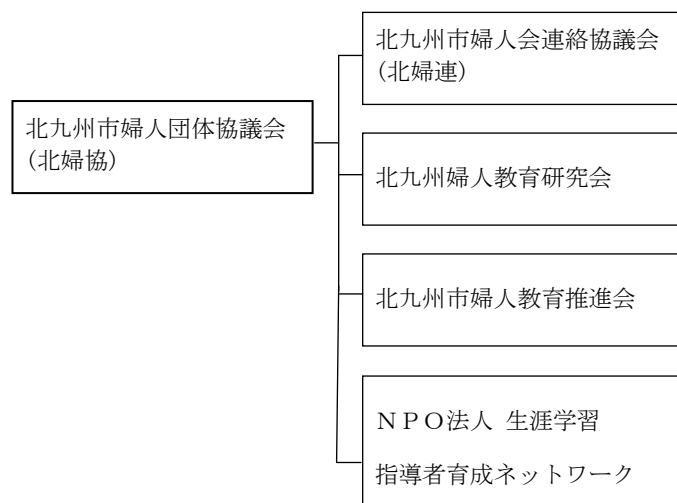 北九州市婦人会連絡協議会
(北婦連)
北九州市婦人団体協議会
(北婦協)
北九州婦人教育研究会
北九州市婦人教育推進会
ＮＰＯ法人 生涯学習
指導者育成ネットワーク